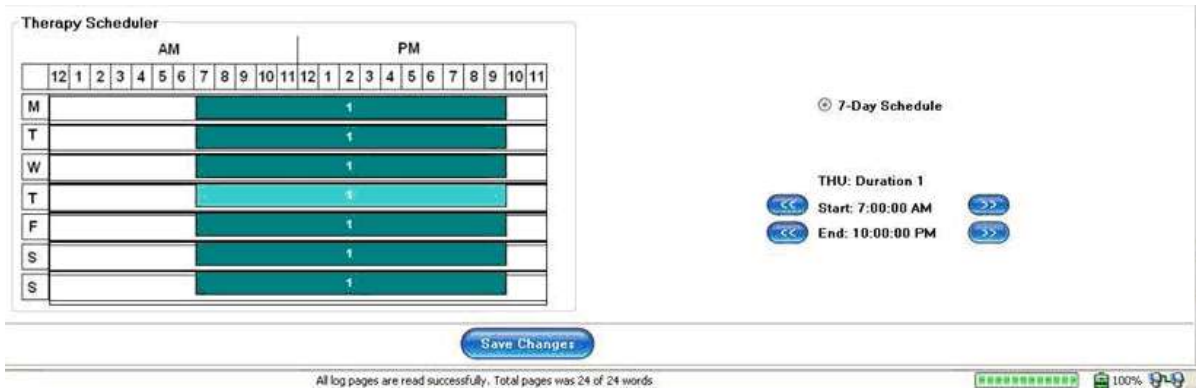 Therapy Scheduler
AM PM
12 1 2 3 4 5 6 7 8 9 10 11 12 1 2 3 4 5 6 7 8 9 10 11
M 1
T 1
W 1
T 1
F 1
S 1
S 1
7-Day Schedule
THU: Duration 1
<< Start: 7:00:00 AM >>
<< End: 10:00:00 PM >>
Save Changes
All log pages are read successfully. Total pages was 24 of 24 words
100%